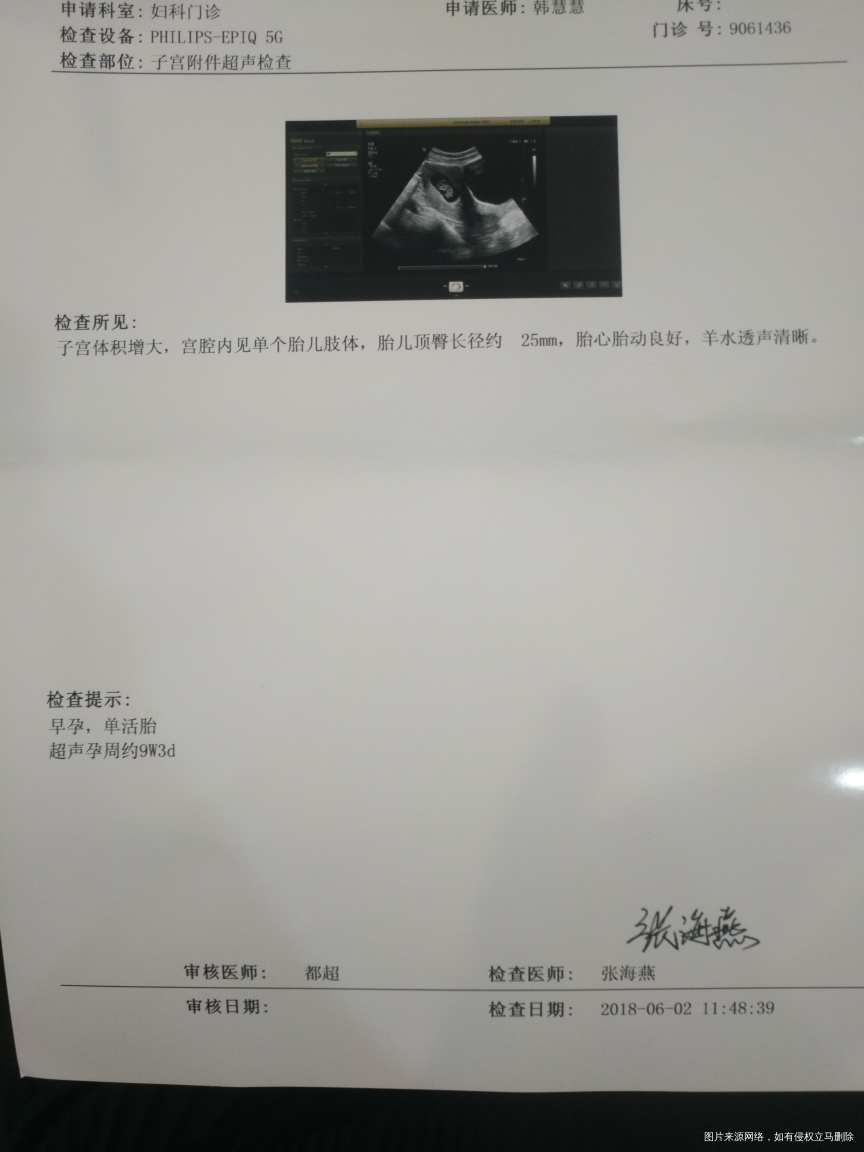 申请科室: 妇科门诊 申请医师: 韩慧慧 床号:
检查设备: PHILIPS-EPIQ 5G 门诊 号: 9061436
检查部位: 子宫附件超声检查
检查所见:
子宫体积增大，宫腔内见单个胎儿肢体，胎儿顶臀长径约 25mm，胎心胎动良好，羊水透声清晰。
检查提示:
早孕，单活胎
超声孕周约9W3d
张海燕
审核医师: 都超 检查医师: 张海燕
审核日期: 检查日期: 2018-06-02 11:48:39
图片来源网络，如有侵权立马删除